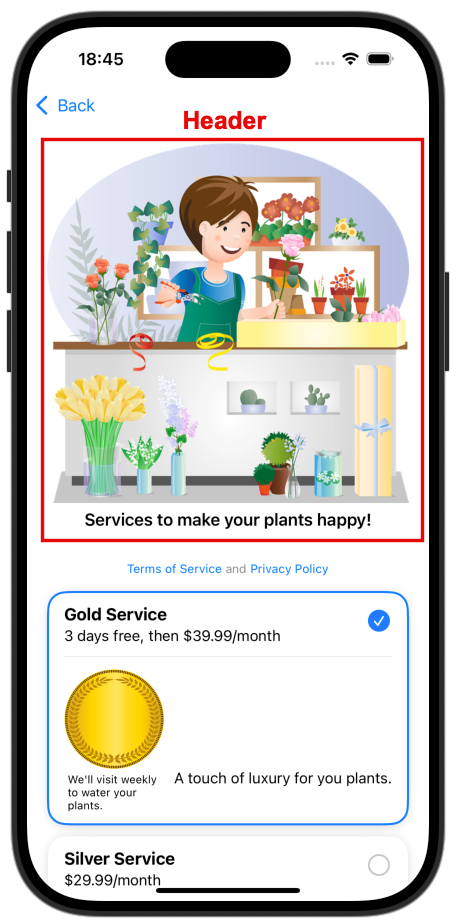 18:45
Back
Header
Services to make your plants happy!
Terms of Service and Privacy Policy
Gold Service
3 days free, then $39.99/month
We'll visit weekly
to water your
plants.
A touch of luxury for you plants.
Silver Service
$29.99/month